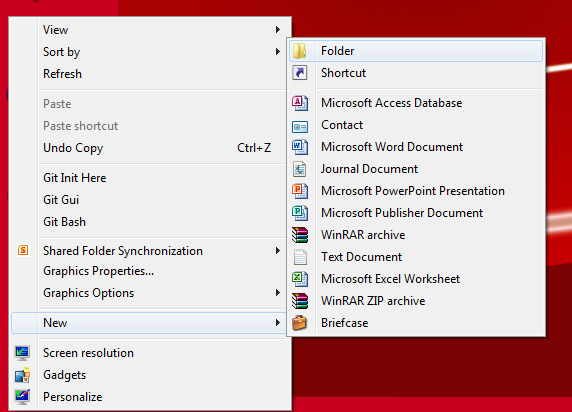 View
Sort by
Refresh
Paste
Paste shortcut
Undo Copy Ctrl+Z
Git Init Here
Git Gui
Git Bash
Shared Folder Synchronization
Graphics Properties...
Graphics Options
New
Screen resolution
Gadgets
Personalize
Folder
Shortcut
Microsoft Access Database
Contact
Microsoft Word Document
Journal Document
Microsoft PowerPoint Presentation
Microsoft Publisher Document
WinRAR archive
Text Document
Microsoft Excel Worksheet
WinRAR ZIP archive
Briefcase